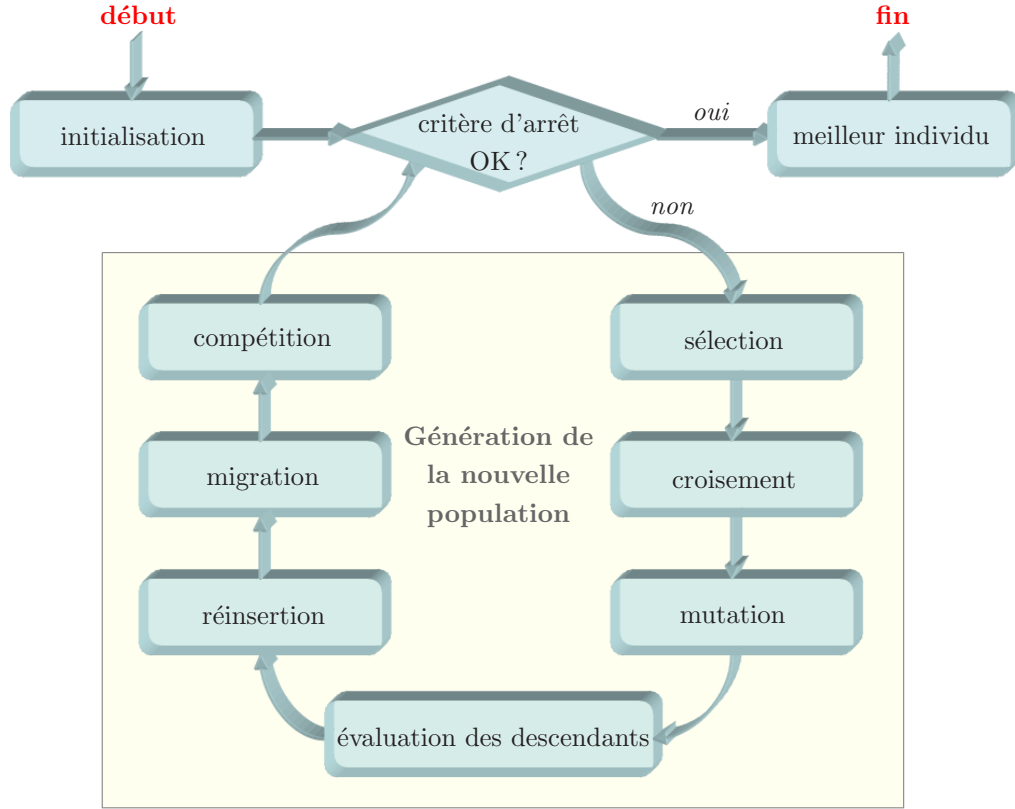 début
fin
initialisation
critère d'arrêt
OK ?
oui
meilleur individu
non
compétition
sélection
Génération de
la nouvelle
population
migration
croisement
réinsertion
mutation
évaluation des descendants